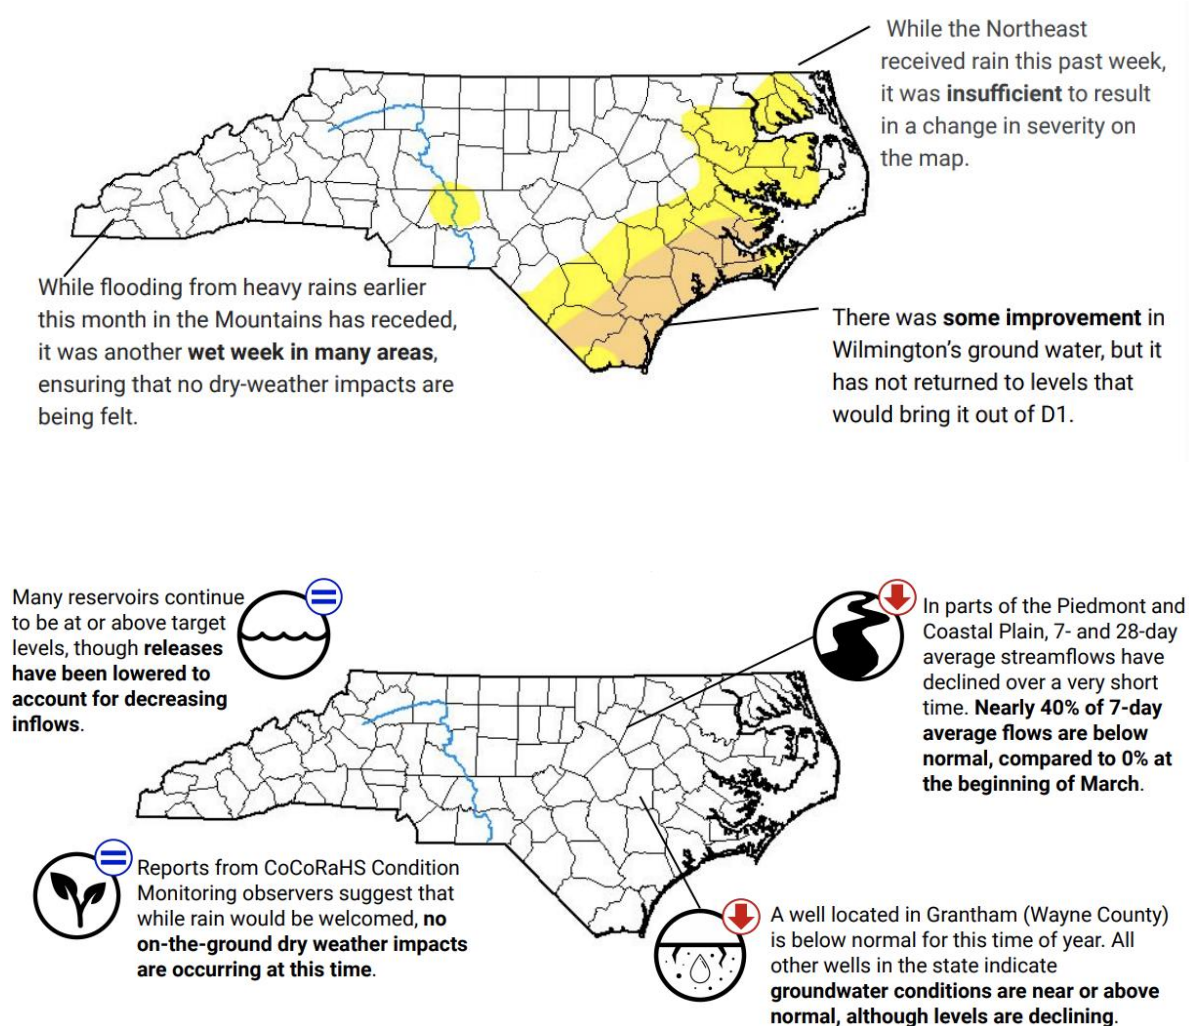 While the Northeast
received rain this past week,
it was insufficient to result
in a change in severity on
the map.
While flooding from heavy rains earlier
this month in the Mountains has receded,
it was another wet week in many areas,
ensuring that no dry-weather impacts are
being felt.
There was some improvement in
Wilmington's ground water, but it
has not returned to levels that
would bring it out of D1.
Many reservoirs continue
to be at or above target
levels, though releases
have been lowered to
account for decreasing
inflows.
In parts of the Piedmont and
Coastal Plain, 7- and 28-day
average streamflows have
declined over a very short
time. Nearly 40% of 7-day
average flows are below
normal, compared to 0% at
the beginning of March.
Reports from CoCoRaHS Condition
Monitoring observers suggest that
while rain would be welcomed, no
on-the-ground dry weather impacts
are occurring at this time.
A well located in Grantham (Wayne County)
is below normal for this time of year. All
other wells in the state indicate
groundwater conditions are near or above
normal, although levels are declining.